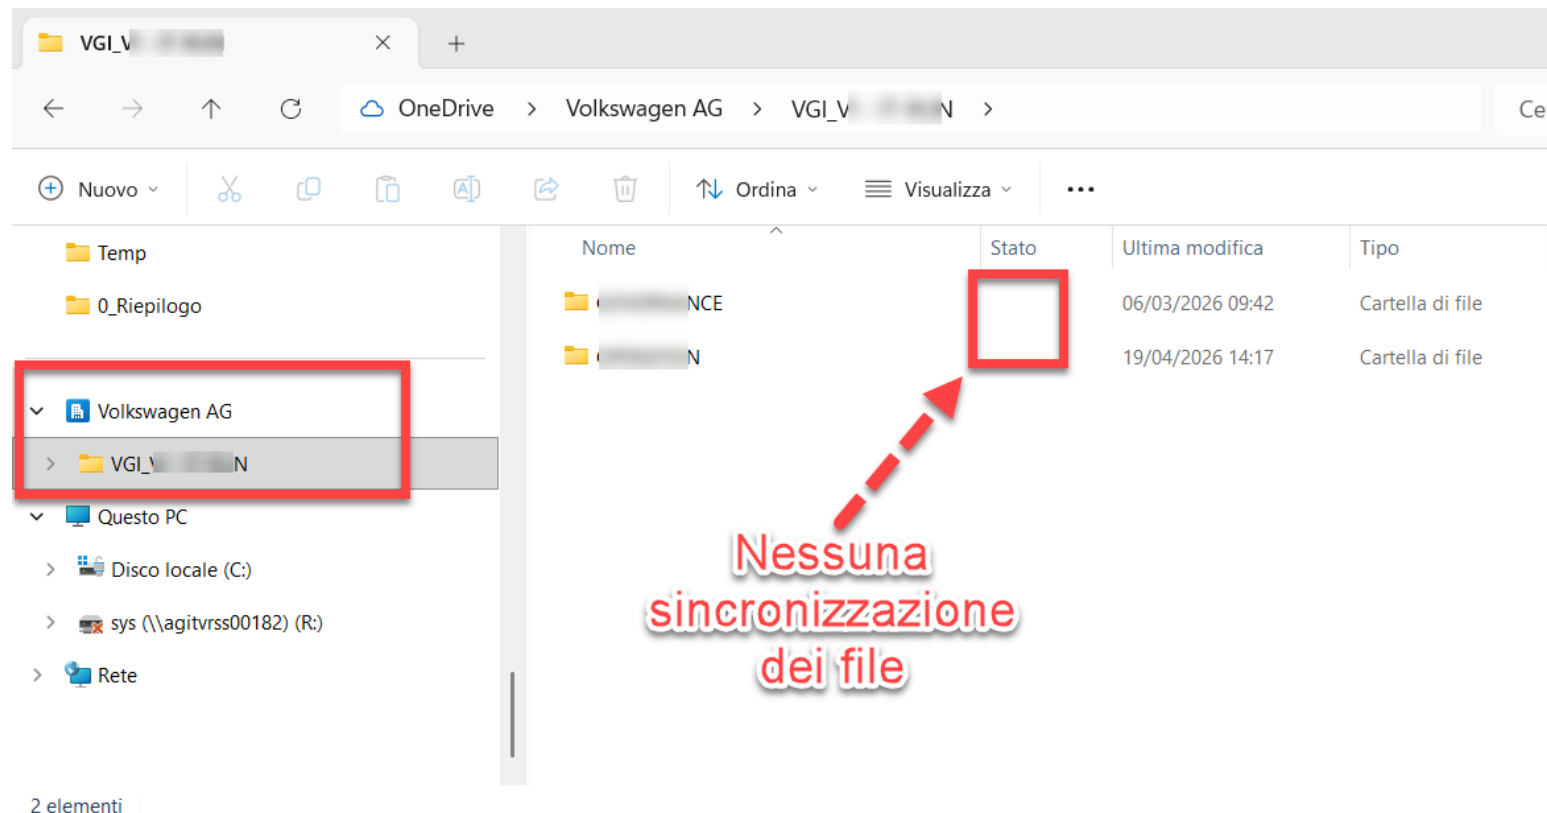 VGI_V
OneDrive > Volkswagen AG > VGI_V N >
Ce
Nuovo
Ordina
Visualizza
Temp
0_Riepilogo
Volkswagen AG
VGI_V N
Questo PC
Disco locale (C:)
sys (\\agitvrss00182) (R:)
Rete
Nome Stato Ultima modifica Tipo
NCE 06/03/2026 09:42 Cartella di file
N 19/04/2026 14:17 Cartella di file
Nessuna
sincronizzazione
dei file
2 elementi